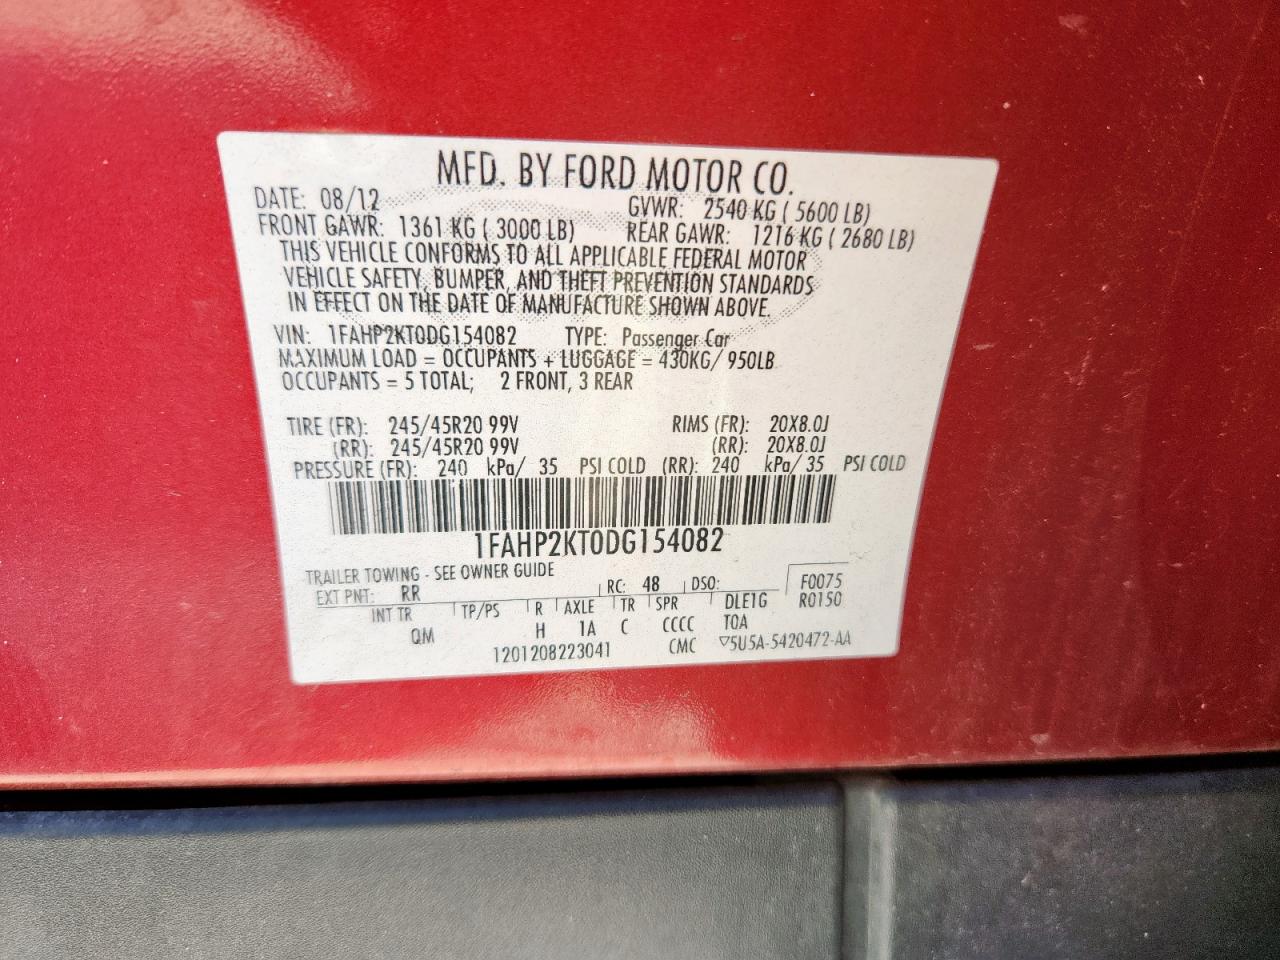 MFD. BY FORD MOTOR CO.
DATE: 08/12 GVWR: 2540 KG ( 5600 LB)
FRONT GAWR: 1361 KG ( 3000 LB) REAR GAWR: 1216 KG ( 2680 LB)
THIS VEHICLE CONFORMS TO ALL APPLICABLE FEDERAL MOTOR
VEHICLE SAFETY, BUMPER, AND THEFT PREVENTION STANDARDS
IN EFFECT ON THE DATE OF MANUFACTURE SHOWN ABOVE.
VIN: 1FAHP2KT0DG154082 TYPE: Passenger Car
MAXIMUM LOAD = OCCUPANTS + LUGGAGE = 430KG/ 950LB
OCCUPANTS = 5 TOTAL; 2 FRONT, 3 REAR
TIRE (FR): 245/45R20 99V RIMS (FR): 20X8.0J
(RR): 245/45R20 99V (RR): 20X8.0J
PRESSURE (FR): 240 kPa/ 35 PSI COLD (RR): 240 kPa/ 35 PSI COLD
1FAHP2KT0DG154082
TRAILER TOWING - SEE OWNER GUIDE
EXT PNT: RR RC: 48 DSO: F0075
INT TR TP/PS R AXLE TR SPR DLE1G R0150
QM H 1A C CCCC TOA
1201208223041 CMC ▽5U5A-5420472-AA